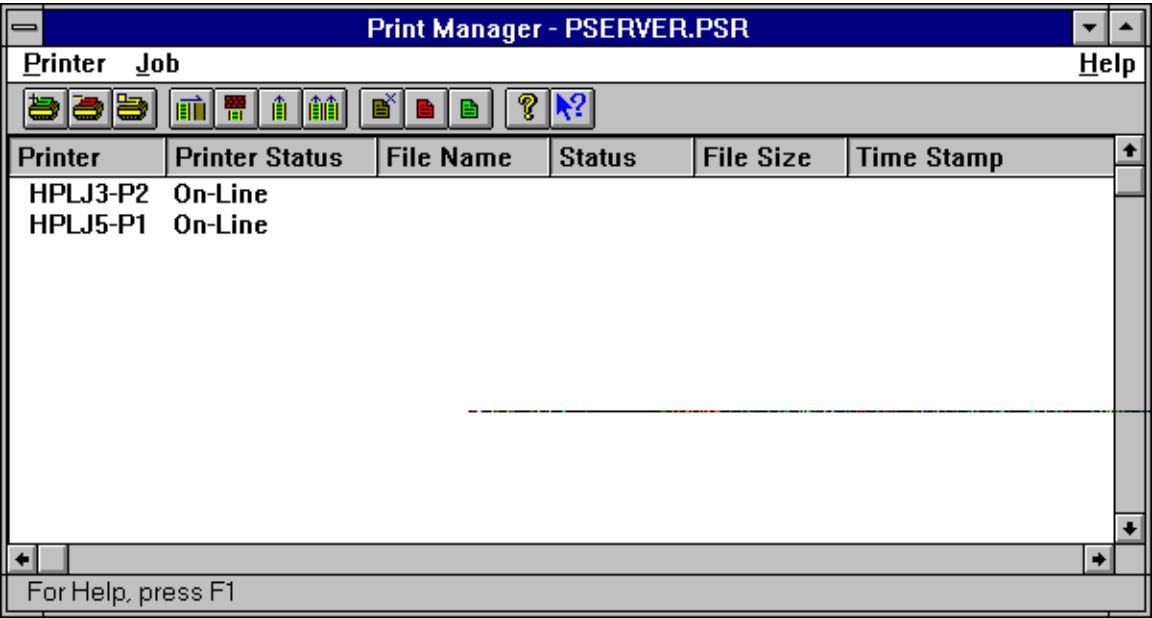 Print Manager - PSERVER.PSR
Printer Job Help
Printer Printer Status File Name Status File Size Time Stamp
HPLJ3-P2 On-Line
HPLJ5-P1 On-Line
For Help, press F1